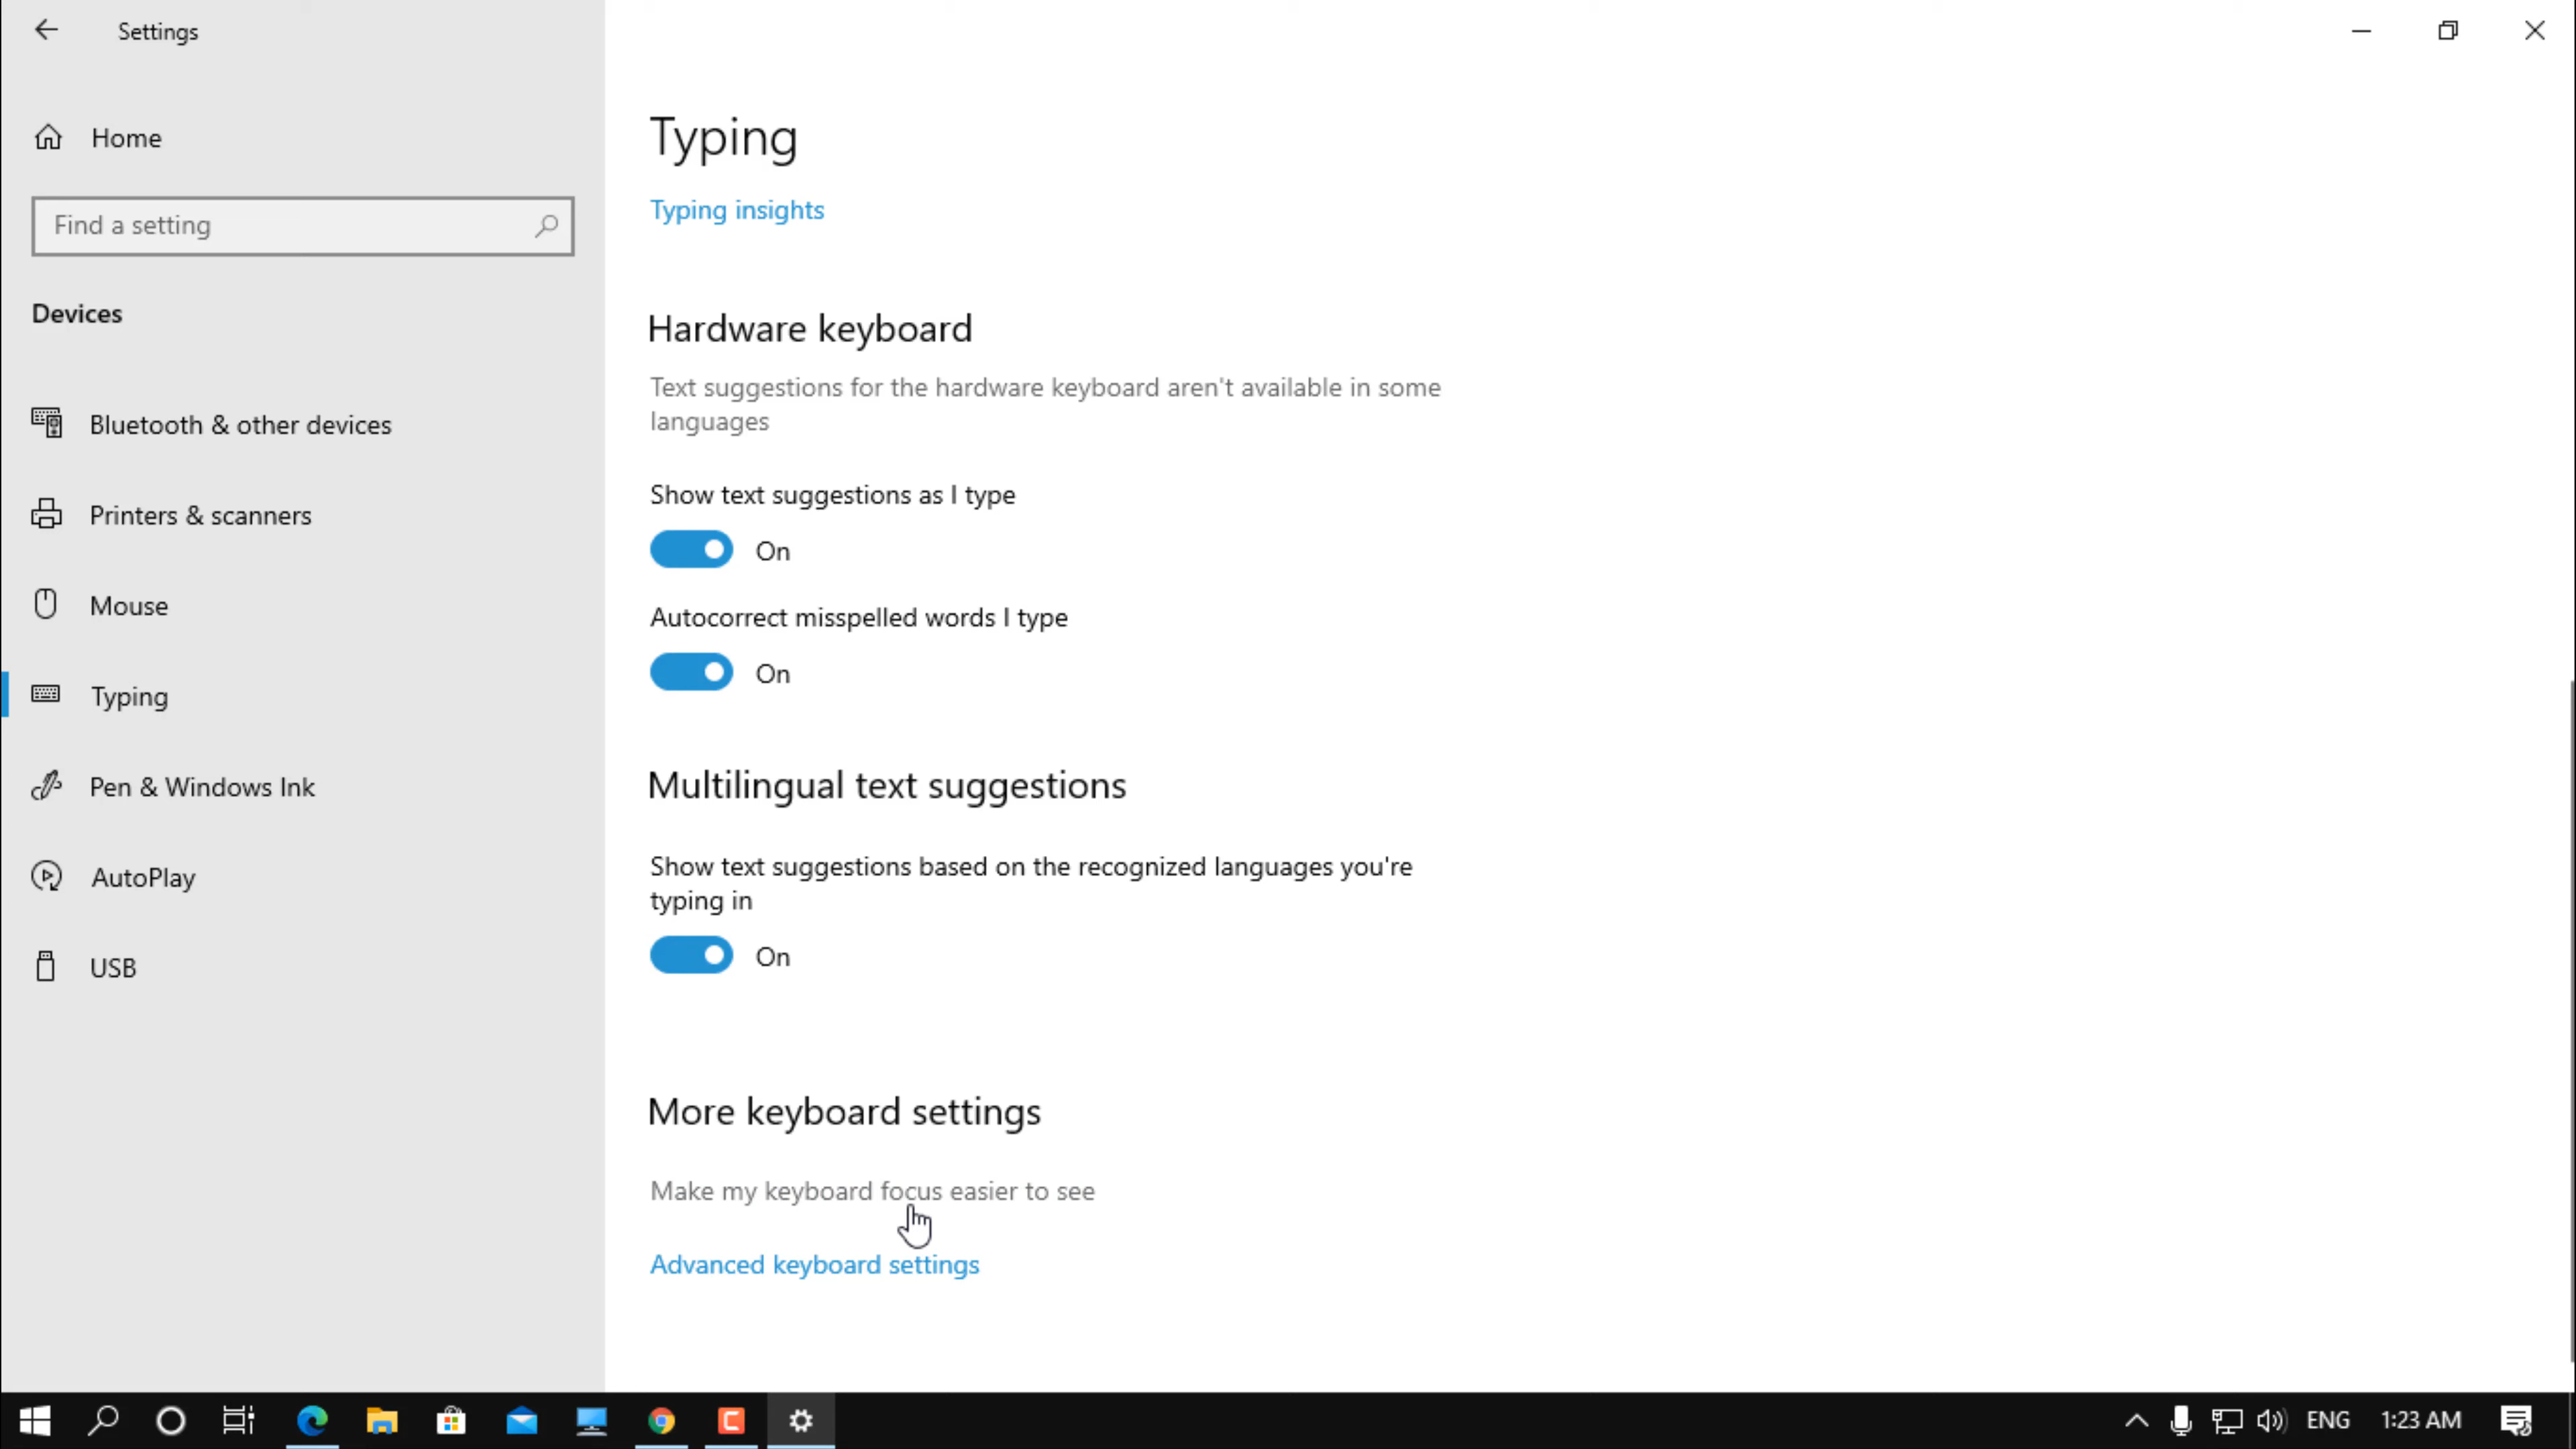 Settings
Home
Find a setting
Devices
Bluetooth & other devices
Printers & scanners
Mouse
Typing
Pen & Windows Ink
AutoPlay
USB
Typing
Typing insights
Hardware keyboard
Text suggestions for the hardware keyboard aren't available in some
languages
Show text suggestions as I type
On
Autocorrect misspelled words I type
On
Multilingual text suggestions
Show text suggestions based on the recognized languages you're
typing in
On
More keyboard settings
Make my keyboard focus easier to see
Advanced keyboard settings
ENG 1:23 AM